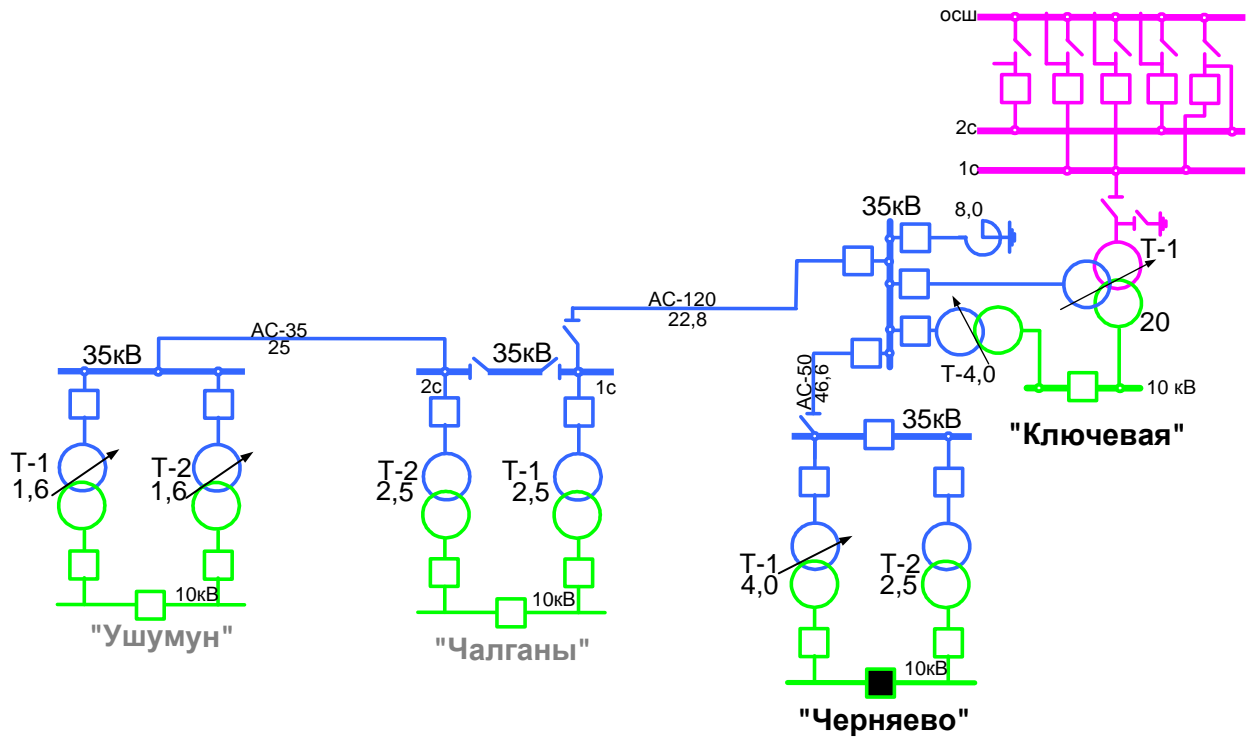 осш
2с
1с
35кВ
8,0
Т-1
20
АС-120
22,8
Т-4,0
10 кВ
"Ключевая"
АС-35
25
35кВ
35кВ
2с
1с
АС-50
46,6
35кВ
Т-1
1,6
Т-2
1,6
Т-2
2,5
Т-1
2,5
Т-1
4,0
Т-2
2,5
10кВ
"Ушумун"
10кВ
"Чалганы"
10кВ
"Черняево"